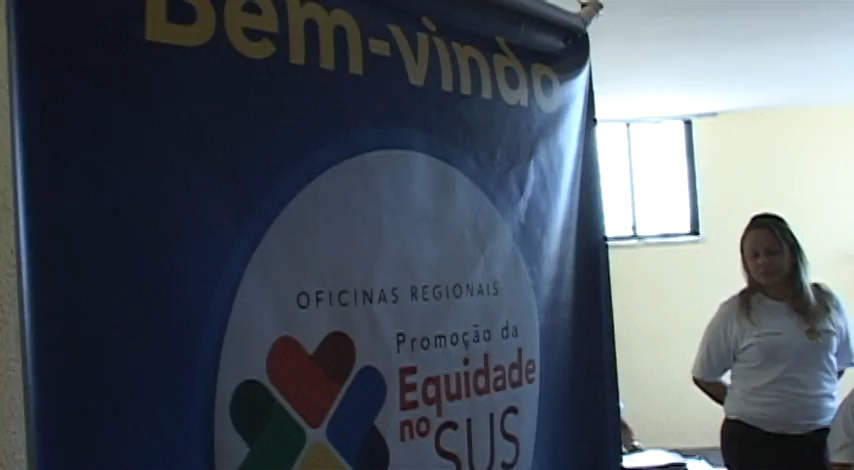 Bem-vindo
OFICINAS REGIONAIS
Promoção da
Equidade
no SUS